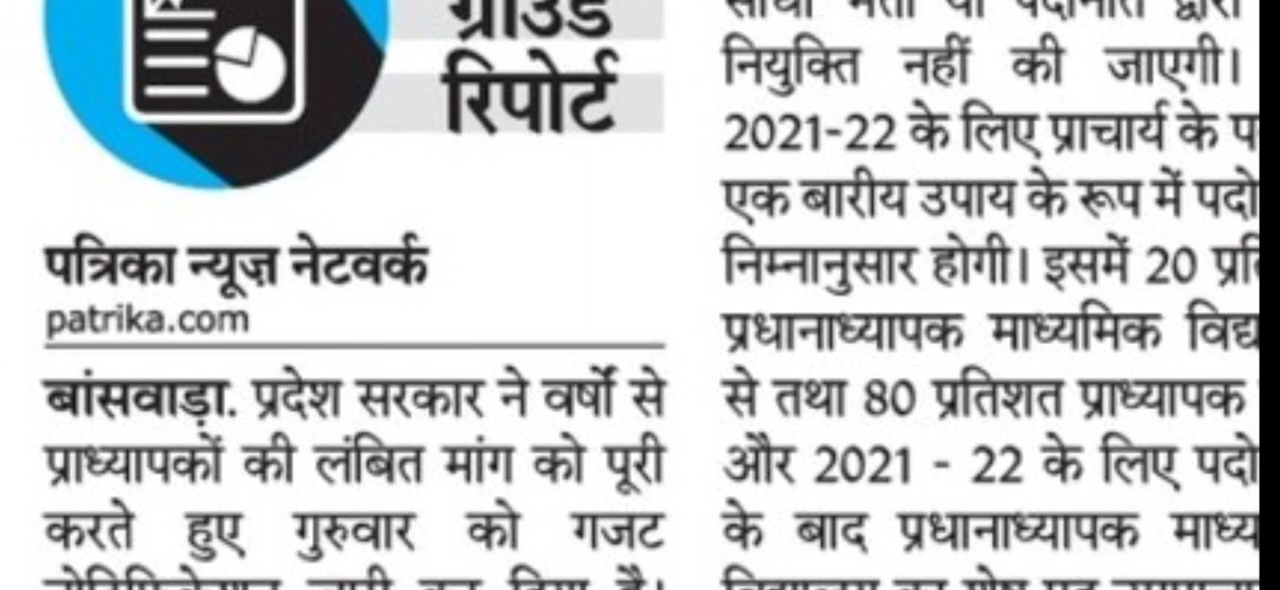 ग्राउंड
रिपोर्ट
पत्रिका न्यूज़ नेटवर्क
patrika.com
बांसवाड़ा. प्रदेश सरकार ने वर्षों से
प्राध्यापकों की लंबित मांग को पूरी
करते हुए गुरुवार को गजट
नियुक्ति नहीं की जाएगी।
2021-22 के लिए प्राचार्य के
एक बारीय उपाय के रूप में
निम्नानुसार होगी। इसमें 20
प्रधानाध्यापक माध्यमिक
से तथा 80 प्रतिशत प्राध्यापक
और 2021 - 22 के लिए
के बाद प्रधानाध्यापक